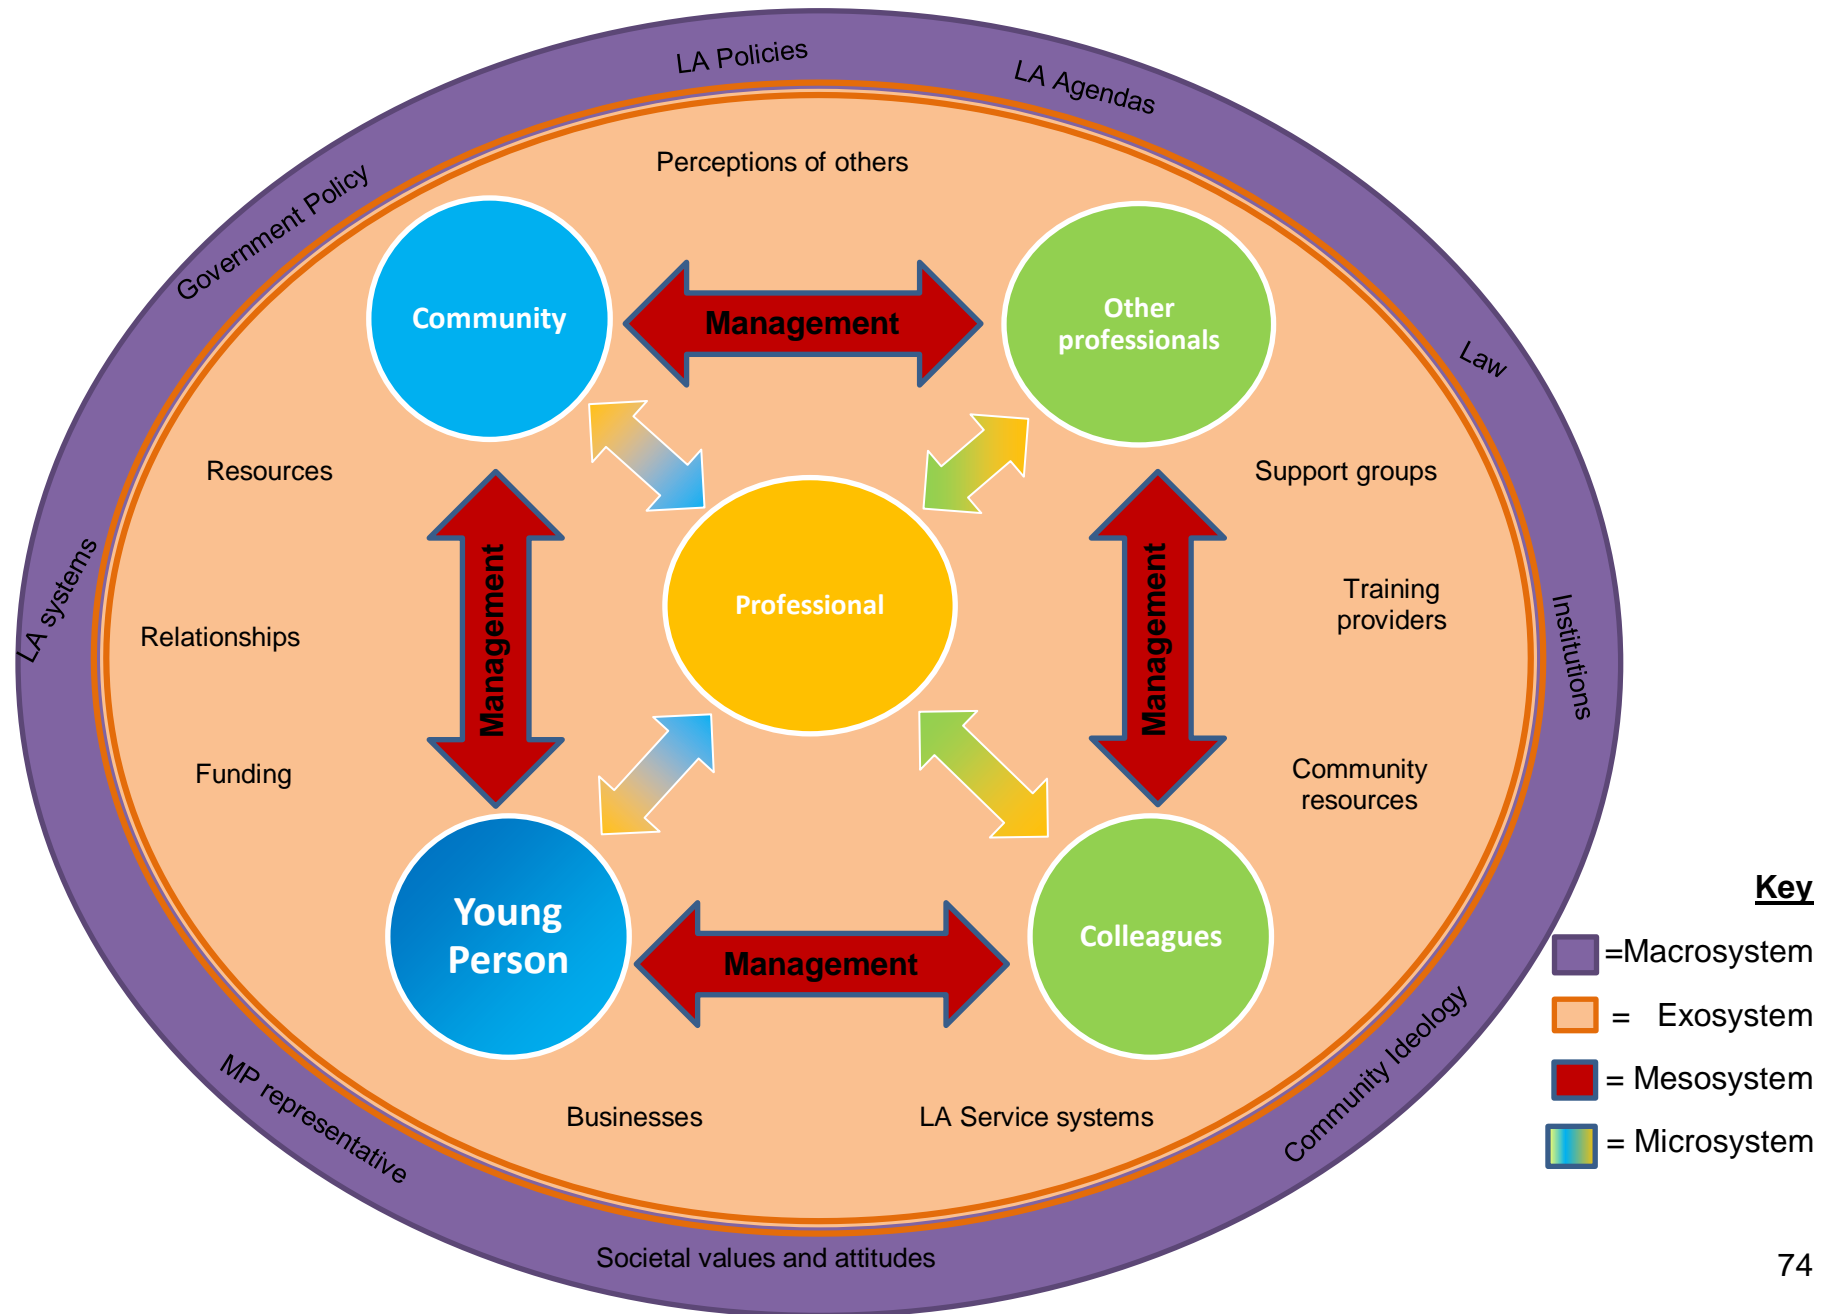 LA Policies
LA Agendas
Government Policy
Perceptions of others
Community
Management
Other
professionals
Law
Resources
Support groups
LA systems
Management
Professional
Management
Training
providers
Institutions
Relationships
Funding
Community
resources
Young
Person
Management
Colleagues
Key
=Macrosystem
= Exosystem
= Mesosystem
= Microsystem
MP representative
Businesses
LA Service systems
Community Ideology
Societal values and attitudes
74